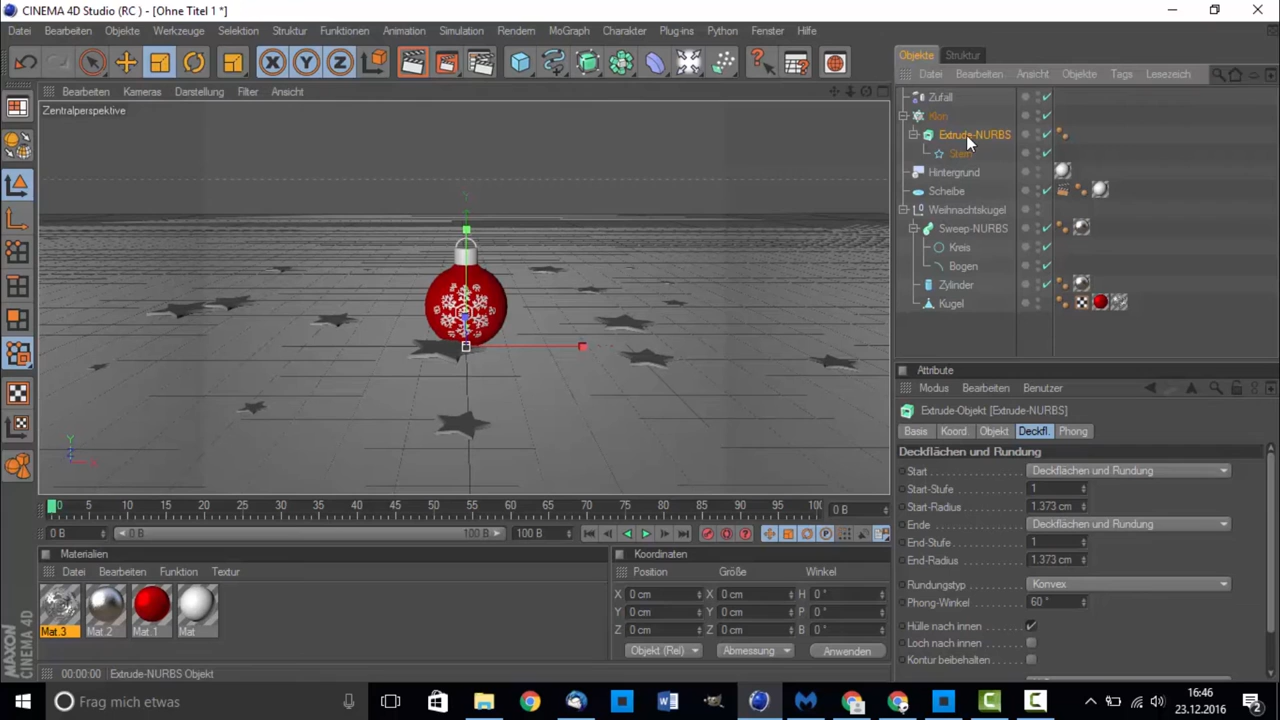 CINEMA 4D Studio (RC ) - [Ohne Titel 1 *]
Datei Bearbeiten Objekte Werkzeuge Selektion Struktur Funktionen Animation Simulation Rendern MoGraph Charakter Plug-ins Python Fenster Hilfe
X Y Z
Bearbeiten Kameras Darstellung Filter Ansicht
Zentralperspektive
Y
Y
Objekte Struktur
Datei Bearbeiten Ansicht Objekte Tags Lesezeich
Zufall
Klon
Extrude-NURBS
Stern
Hintergrund
Scheibe
Weihnachtskugel
Sweep-NURBS
Kreis
Bogen
Zylinder
Kugel
Attribute
Modus Bearbeiten Benutzer
Extrude-Objekt [Extrude-NURBS]
Basis Koord. Objekt Deckfl. Phong
Deckflächen und Rundung
Start Deckflächen und Rundung
Start-Stufe 1
Start-Radius 1.373 cm
Ende Deckflächen und Rundung
End-Stufe 1
End-Radius 1.373 cm
Rundungstyp Konvex
Phong-Winkel 60 °
Hülle nach innen
Loch nach innen
Kontur beibehalten
0 5 10 15 20 25 30 35 40 45 50 55 60 65 70 75 80 85 90 95 100 0 B
0 B 0 B 100 B 100 B
Materialien
Datei Bearbeiten Funktion Textur
Mat.3 Mat.2 Mat.1 Mat
Koordinaten
Position Größe Winkel
X 0 cm X 0 cm H 0 °
Y 0 cm Y 0 cm P 0 °
Z 0 cm Z 0 cm B 0 °
Objekt (Rel) Abmessung Anwenden
MAXON
CINEMA 4D
00:00:00 Extrude-NURBS Objekt
Frag mich etwas
16:46
23.12.2016
2